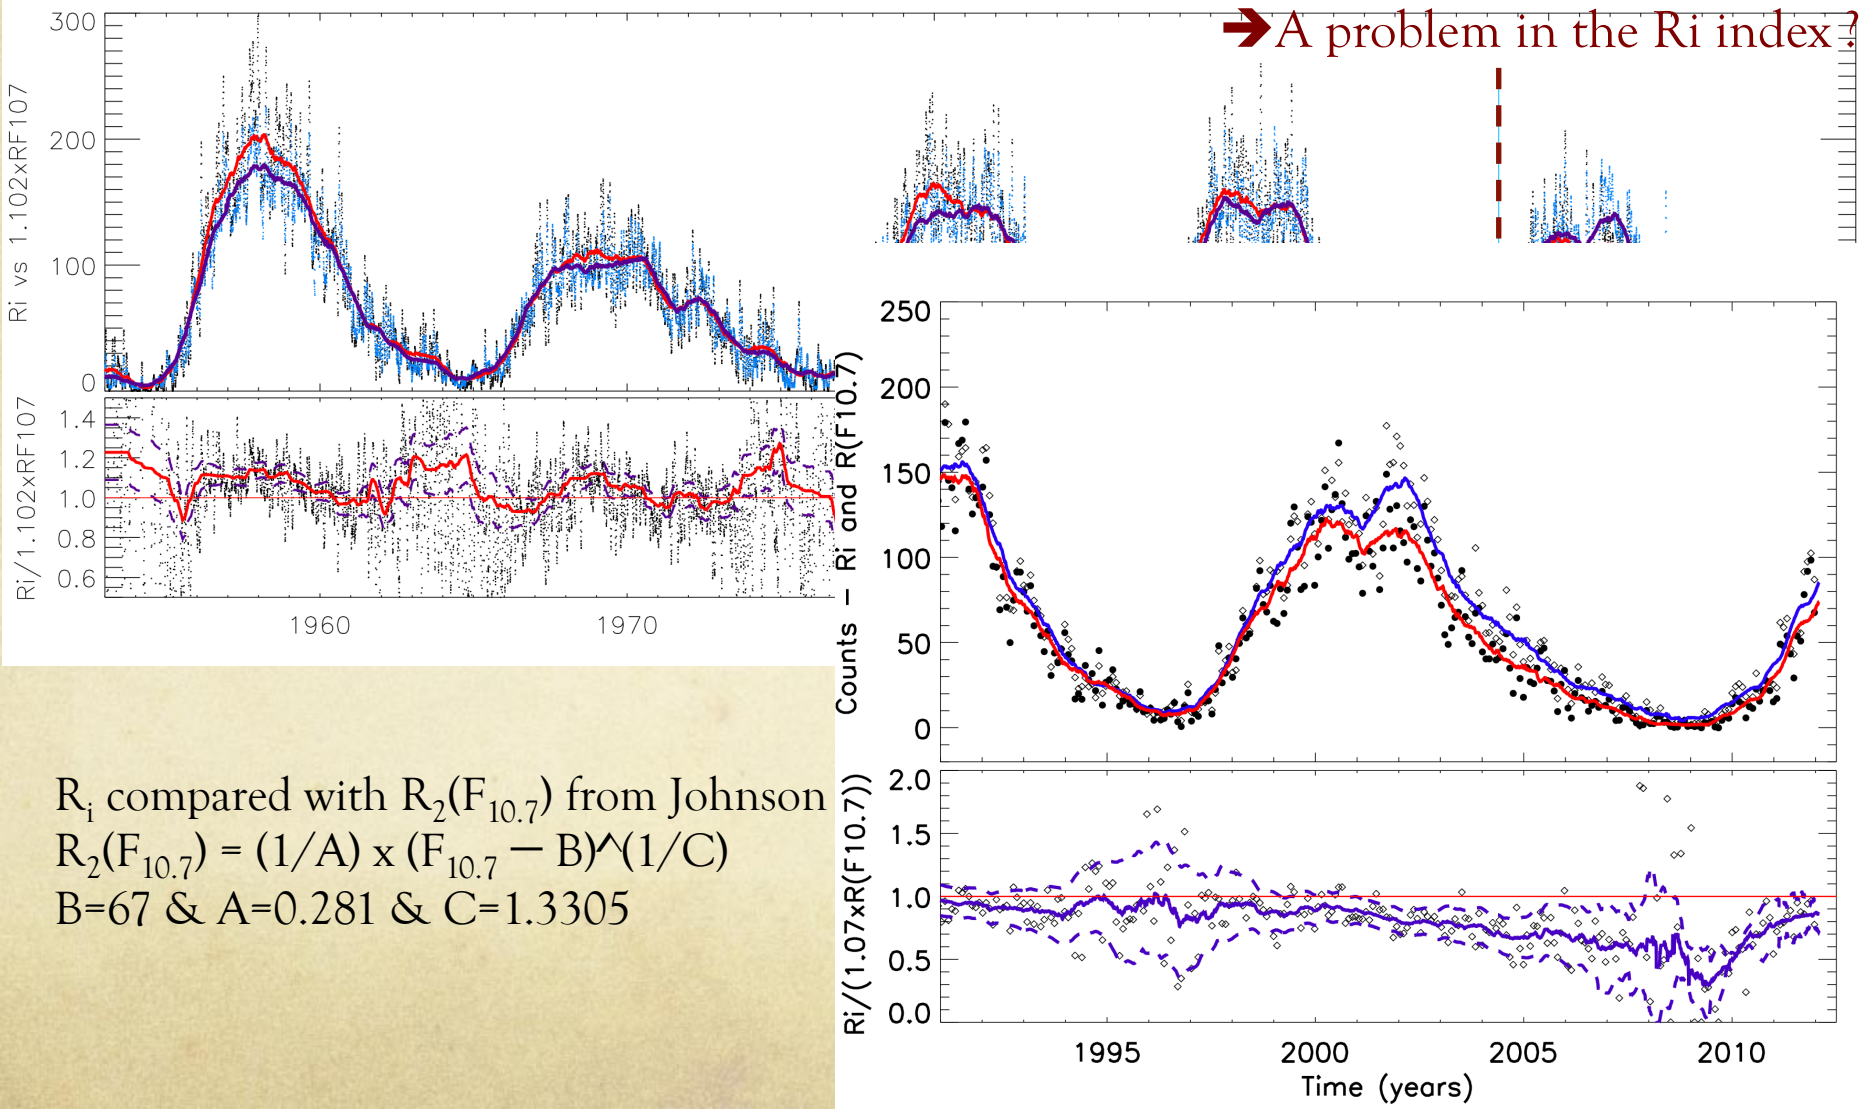 ➔A problem in the Ri index ?
Ri vs 1.102xRF107
300
200
100
0
Ri/1.102xRF107
1.4
1.2
1.0
0.8
0.6
1960 1970
Counts – Ri and R(F10.7)
250
200
150
100
50
0
Ri/(1.07xR(F10.7))
2.0
1.5
1.0
0.5
0.0
1995 2000 2005 2010
Time (years)
Ri compared with R2(F10.7) from Johnson
R2(F10.7) = (1/A) x (F10.7 – B)^(1/C)
B=67 & A=0.281 & C=1.3305